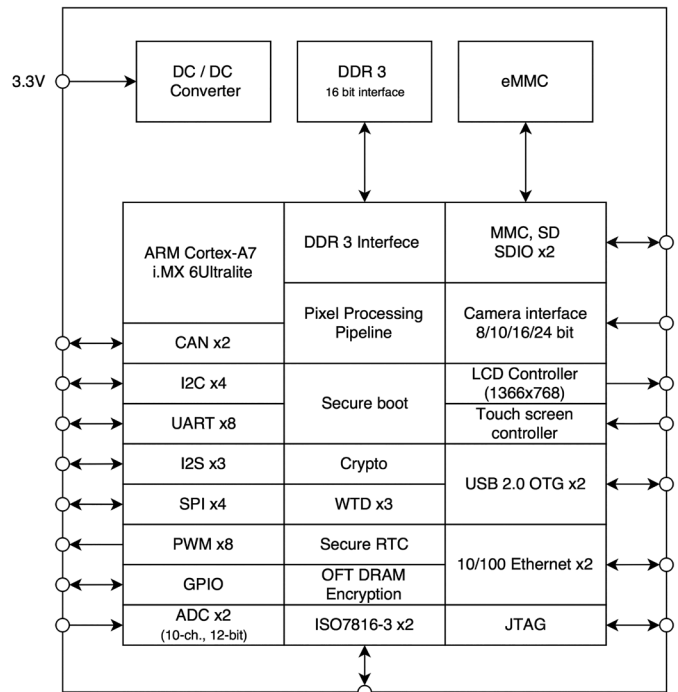 3.3V
DC / DC
Converter
DDR 3
16 bit interface
eMMC
ARM Cortex-A7
i.MX 6Ultralite
DDR 3 Interfece
MMC, SD
SDIO x2
Pixel Processing
Pipeline
Camera interface
8/10/16/24 bit
CAN x2
I2C x4
Secure boot
LCD Controller
(1366x768)
UART x8
Touch screen
controller
I2S x3
Crypto
USB 2.0 OTG x2
SPI x4
WTD x3
PWM x8
Secure RTC
10/100 Ethernet x2
GPIO
OFT DRAM
Encryption
ADC x2
(10-ch., 12-bit)
ISO7816-3 x2
JTAG